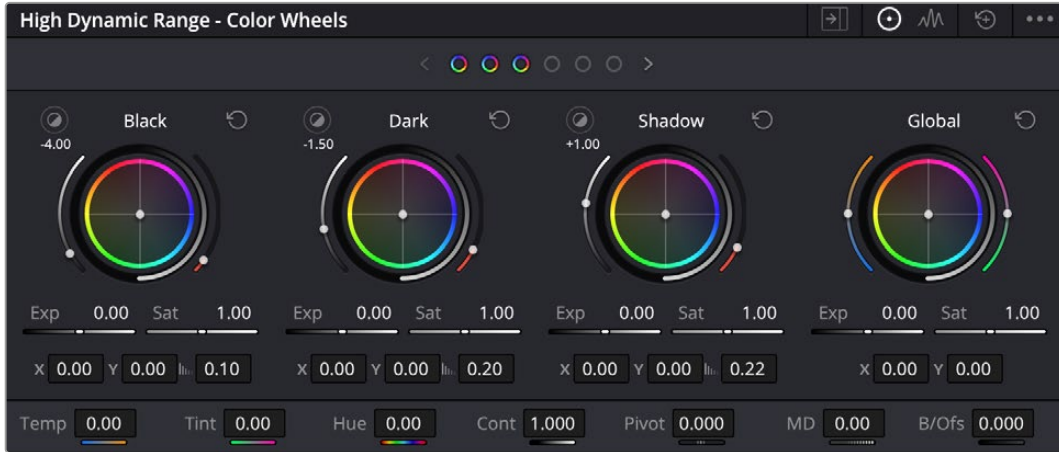 High Dynamic Range - Color Wheels
Black Dark Shadow Global
-4.00 -1.50 +1.00
Exp 0.00 Sat 1.00 Exp 0.00 Sat 1.00 Exp 0.00 Sat 1.00 Exp 0.00 Sat 1.00
X 0.00 Y 0.00 0.10 X 0.00 Y 0.00 0.20 X 0.00 Y 0.00 0.22 X 0.00 Y 0.00
Temp 0.00 Tint 0.00 Hue 0.00 Cont 1.000 Pivot 0.000 MD 0.00 B/Ofs 0.000